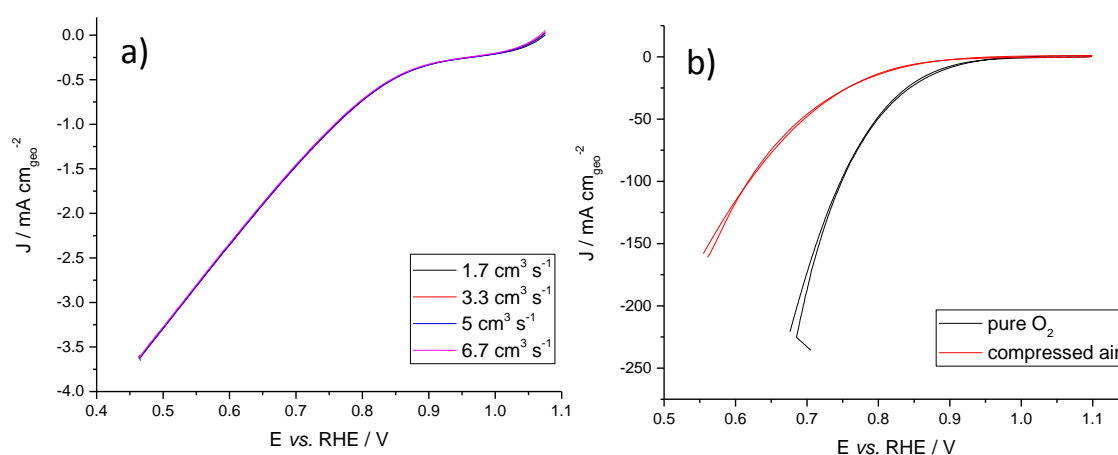 a)
0.0
-0.5
-1.0
-1.5
-2.0
-2.5
-3.0
-3.5
-4.0
J / mA cm_geo^-2
1.7 cm³ s⁻¹
3.3 cm³ s⁻¹
5 cm³ s⁻¹
6.7 cm³ s⁻¹
0.4 0.5 0.6 0.7 0.8 0.9 1.0 1.1
E vs. RHE / V
b)
0
-50
-100
-150
-200
-250
J / mA cm_geo^-2
pure O₂
compressed air
0.5 0.6 0.7 0.8 0.9 1.0 1.1
E vs. RHE / V